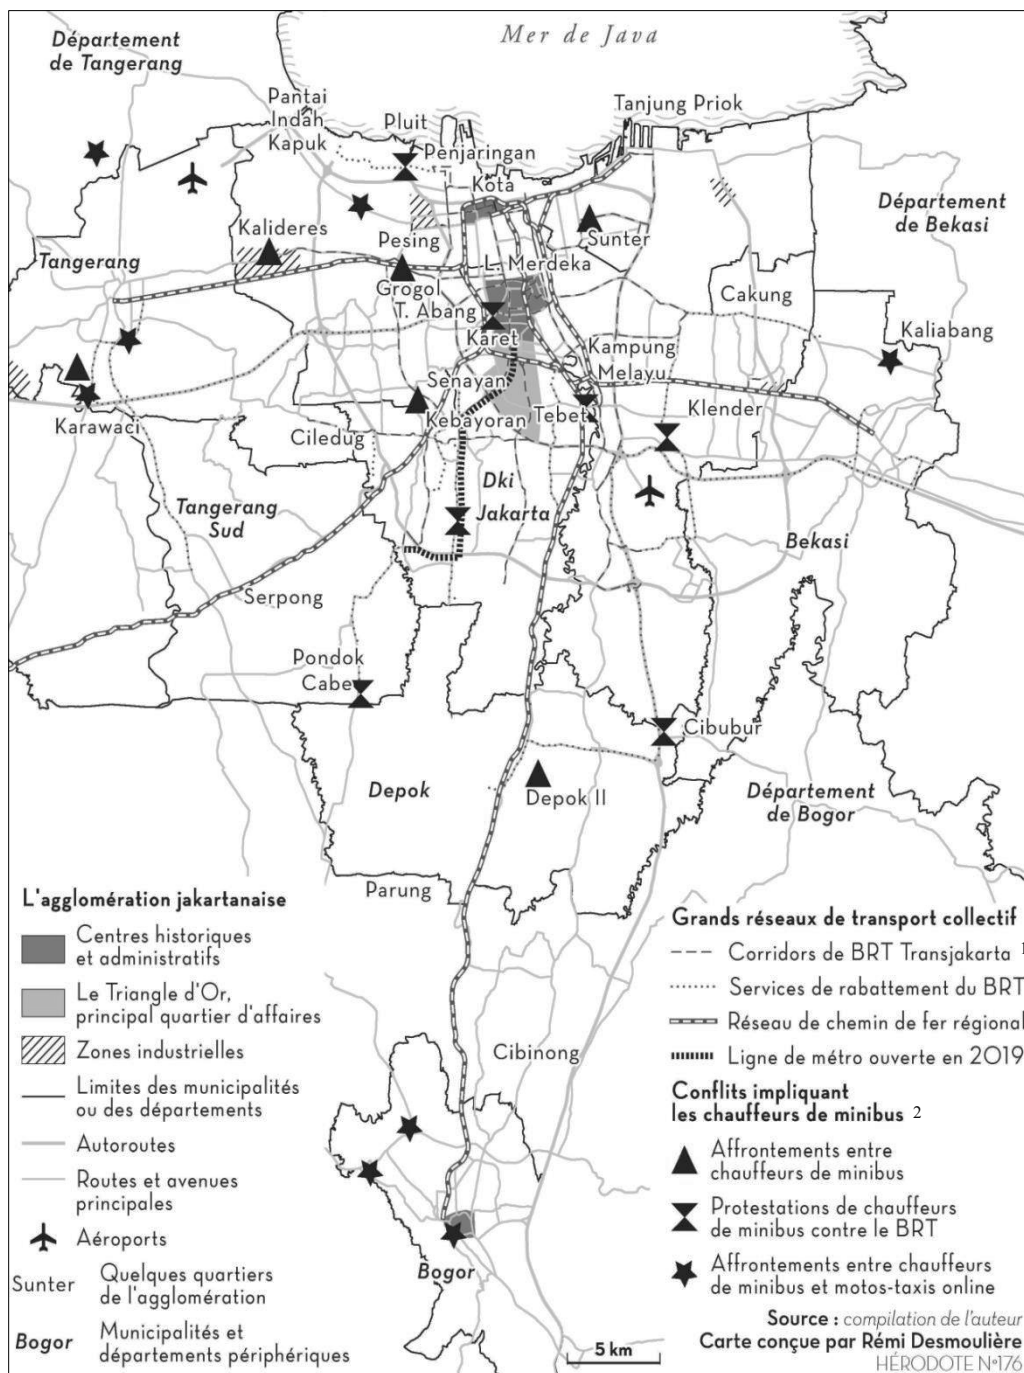 Mer de Java
Département
de Tangerang
Pantai
Indah
Kapuk
Pluit
Tanjung Priok
Penjaringan
Kota
Département
de Bekasi
Kalideres
Pesing
Sunter
Tangerang
L. Merdeka
Grogol
T. Abang
Cakung
Karet
Kaliabang
Kampung
Melayu
Senayan
Karawaci
Kebayoran
Tebet
Klender
Ciledug
Dki
Jakarta
Tangerang
Sud
Bekasi
Serpong
Pondok
Cabe
Cibubur
Depok
Depok II
Département
de Bogor
Parung
Cibinong
Bogor
L'agglomération jakartanaise
Centres historiques
et administratifs
Le Triangle d'Or,
principal quartier d'affaires
Zones industrielles
Limites des municipalités
ou des départements
Autoroutes
Routes et avenues
principales
Aéroports
Sunter Quelques quartiers
de l'agglomération
Bogor Municipalités et
départements périphériques
5 km
Grands réseaux de transport collectif
Corridors de BRT Transjakarta 1
Services de rabattement du BRT
Réseau de chemin de fer régional
Ligne de métro ouverte en 2019
Conflits impliquant
les chauffeurs de minibus 2
Affrontements entre
chauffeurs de minibus
Protestations de chauffeurs
de minibus contre le BRT
Affrontements entre chauffeurs
de minibus et motos-taxis online
Source : compilation de l'auteur
Carte conçue par Rémi Desmoulière
HÉRODOTE N°176